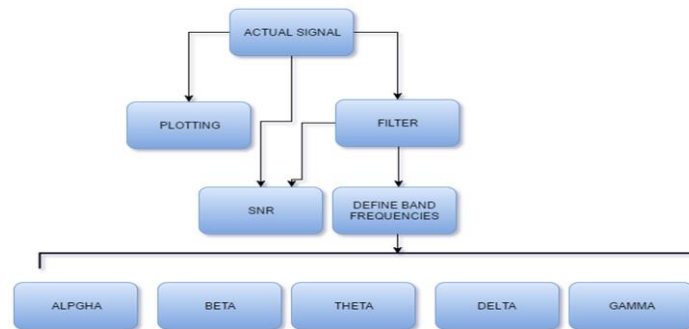 ACTUAL SIGNAL
PLOTTING
FILTER
SNR
DEFINE BAND
FREQUENCIES
ALPGHA
BETA
THETA
DELTA
GAMMA